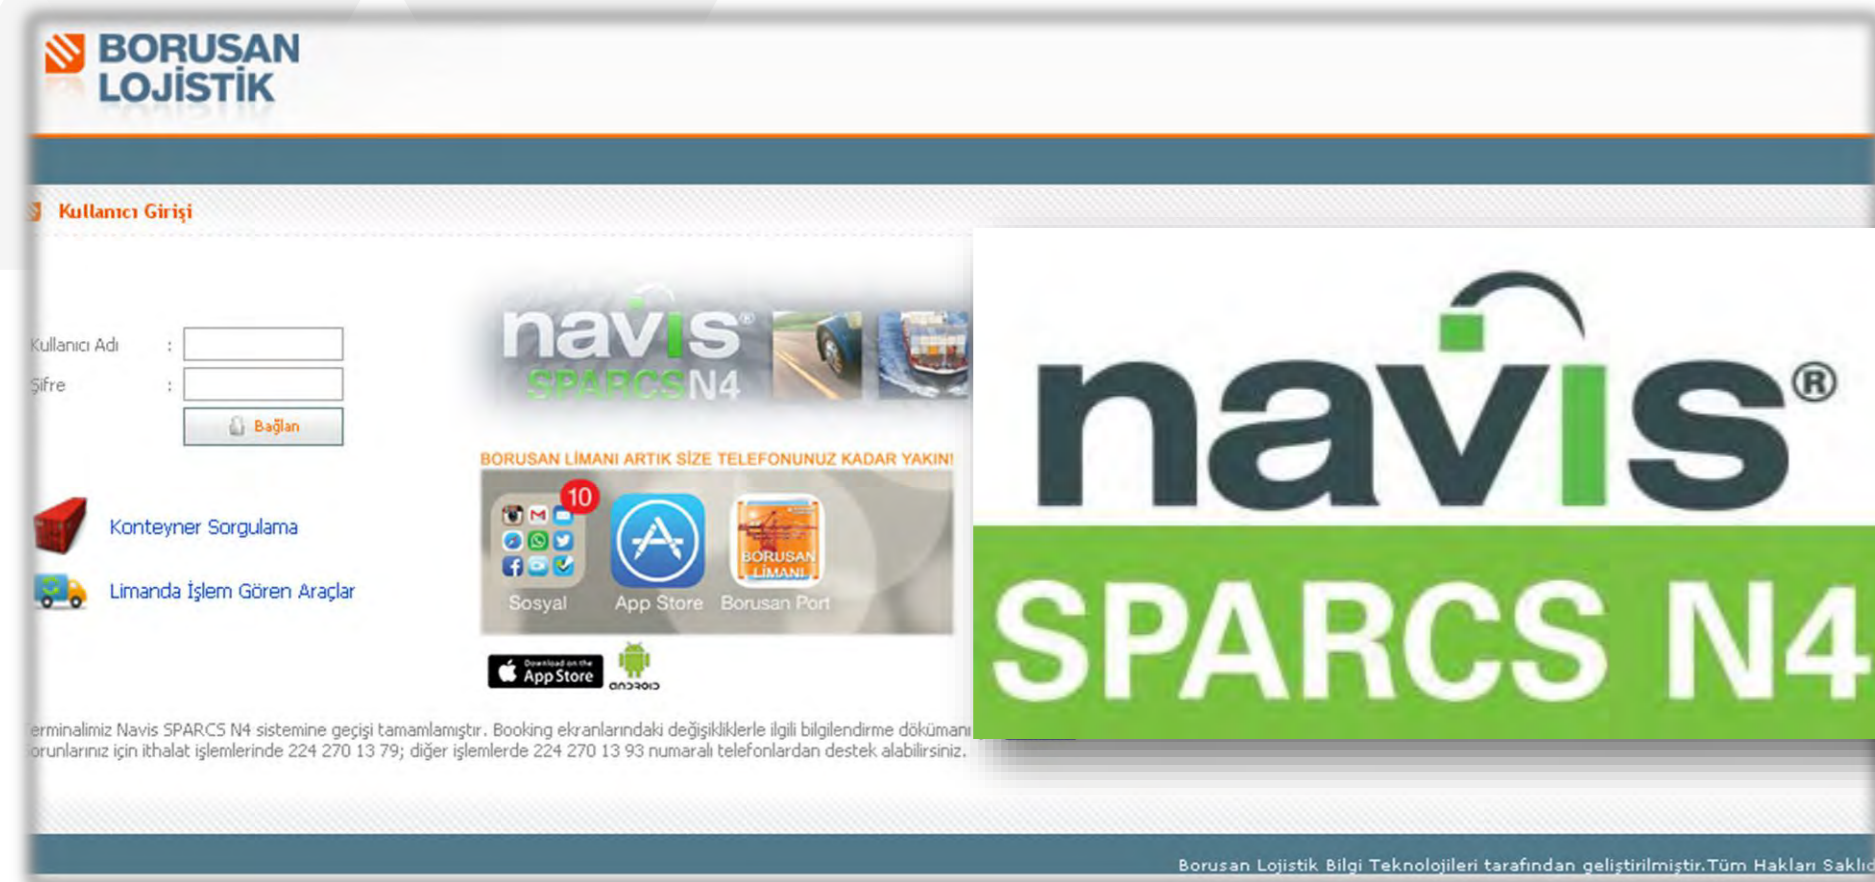 BORUSAN
LOJİSTİK
Kullanıcı Girişi
Kullanıcı Adı :
Şifre :
Bağlan
Konteyner Sorgulama
Limanda İşlem Gören Araçlar
navis®
SPARCSN4
BORUSAN LİMANI ARTIK SİZE TELEFONUNUZ KADAR YAKIN!
10
BORUSAN
LİMANI
Sosyal App Store Borusan Port
Download on the
App Store
ANDROID
erminalimiz Navis SPARCS N4 sistemine geçişi tamamlamıştır. Booking ekranlarındaki değişikliklerle ilgili bilgilendirme dökümanı
orunlarınız için ithalat işlemlerinde 224 270 13 79; diğer işlemlerde 224 270 13 93 numaralı telefonlardan destek alabilirsiniz.
navis®
SPARCS N4
Borusan Lojistik Bilgi Teknolojileri tarafından geliştirilmiştir.Tüm Hakları Saklıd